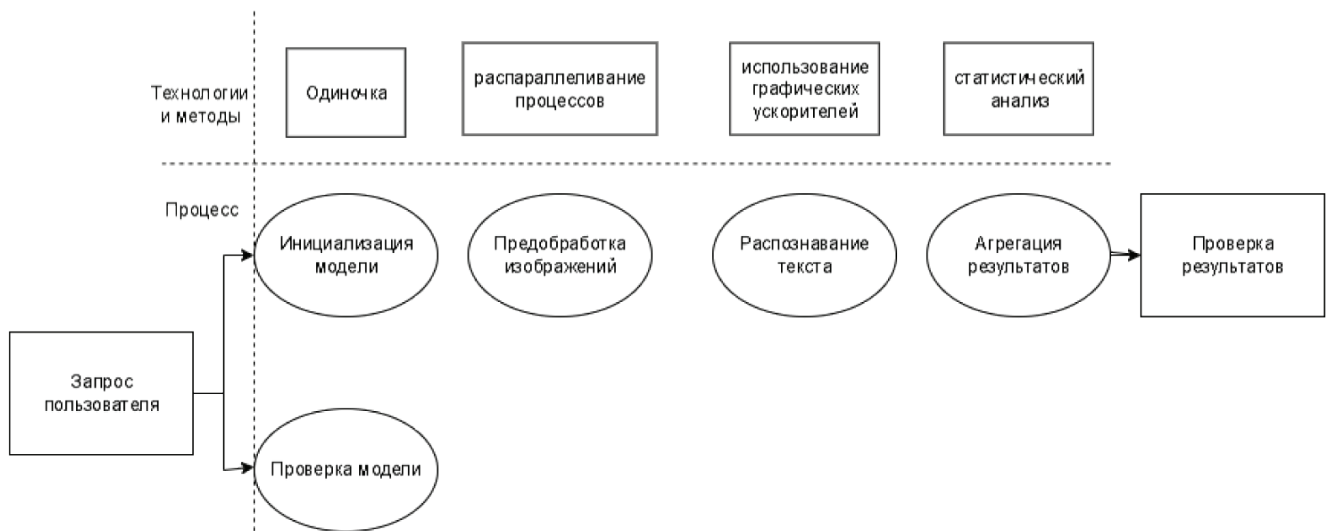 Технологии
и методы
Одиночка
распараллеливание
процессов
использование
графических
ускорителей
статистический
анализ
Процесс
Инициализация
модели
Предобработка
изображений
Распознавание
текста
Агрегация
результатов
Проверка
результатов
Запрос
пользователя
Проверка модели